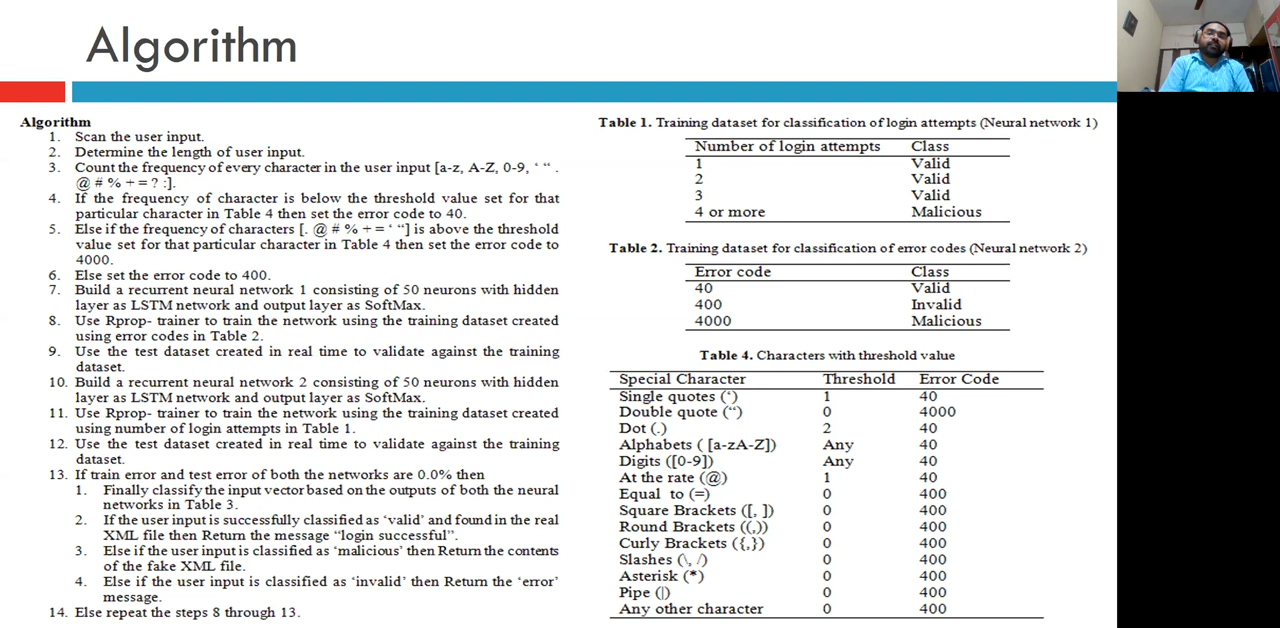 Algorithm
Algorithm
1. Scan the user input.
2. Determine the length of user input.
3. Count the frequency of every character in the user input [a-z, A-Z, 0-9, ‘ “ .
@ # % + = ? :].
4. If the frequency of character is below the threshold value set for that
particular character in Table 4 then set the error code to 40.
5. Else if the frequency of characters [. @ # % + = ‘ “] is above the threshold
value set for that particular character in Table 4 then set the error code to
4000.
6. Else set the error code to 400.
7. Build a recurrent neural network 1 consisting of 50 neurons with hidden
layer as LSTM network and output layer as SoftMax.
8. Use Rprop- trainer to train the network using the training dataset created
using error codes in Table 2.
9. Use the test dataset created in real time to validate against the training
dataset.
10. Build a recurrent neural network 2 consisting of 50 neurons with hidden
layer as LSTM network and output layer as SoftMax.
11. Use Rprop- trainer to train the network using the training dataset created
using number of login attempts in Table 1.
12. Use the test dataset created in real time to validate against the training
dataset.
13. If train error and test error of both the networks are 0.0% then
1. Finally classify the input vector based on the outputs of both the neural
networks in Table 3.
2. If the user input is successfully classified as ‘valid’ and found in the real
XML file then Return the message “login successful”.
3. Else if the user input is classified as ‘malicious’ then Return the contents
of the fake XML file.
4. Else if the user input is classified as ‘invalid’ then Return the ‘error’
message.
14. Else repeat the steps 8 through 13.
Table 1. Training dataset for classification of login attempts (Neural network 1)
Number of login attempts Class
1 Valid
2 Valid
3 Valid
4 or more Malicious
Table 2. Training dataset for classification of error codes (Neural network 2)
Error code Class
40 Valid
400 Invalid
4000 Malicious
Table 4. Characters with threshold value
Special Character Threshold Error Code
Single quotes (‘) 1 40
Double quote (“) 0 4000
Dot (.) 2 40
Alphabets ( [a-zA-Z]) Any 40
Digits ([0-9]) Any 40
At the rate (@) 1 40
Equal to (=) 0 400
Square Brackets ([, ]) 0 400
Round Brackets ((,)) 0 400
Curly Brackets ({,}) 0 400
Slashes (\, /) 0 400
Asterisk (*) 0 400
Pipe (|) 0 400
Any other character 0 400